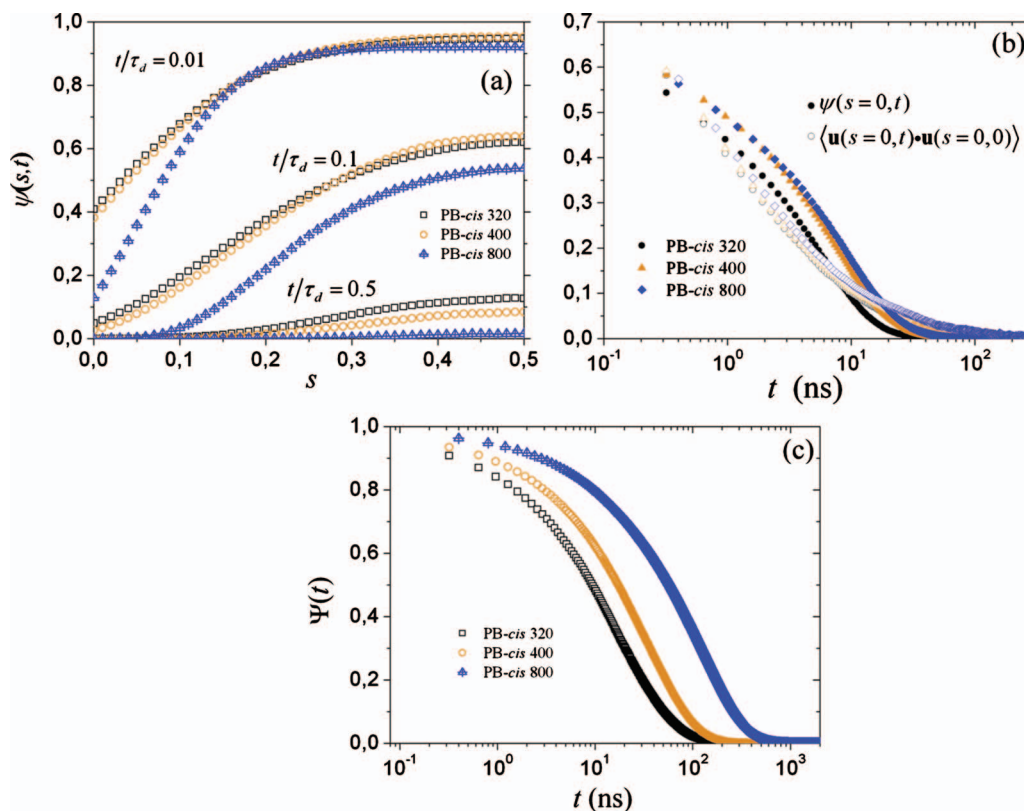 (a)
ψ(s,t)
1,0
0,8
0,6
0,4
0,2
0,0
t/τd = 0.01
t/τd = 0.1
PB-cis 320
PB-cis 400
PB-cis 800
t/τd = 0.5
0,0 0,1 0,2 0,3 0,4 0,5
s
(b)
0,7
0,6
0,5
0,4
0,3
0,2
0,1
0,0
ψ(s=0,t)
⟨u(s=0,t)•u(s=0,0)⟩
PB-cis 320
PB-cis 400
PB-cis 800
10⁻¹ 10⁰ 10¹ 10²
t (ns)
(c)
Ψ(t)
1,0
0,8
0,6
0,4
0,2
0,0
PB-cis 320
PB-cis 400
PB-cis 800
10⁻¹ 10⁰ 10¹ 10² 10³
t (ns)